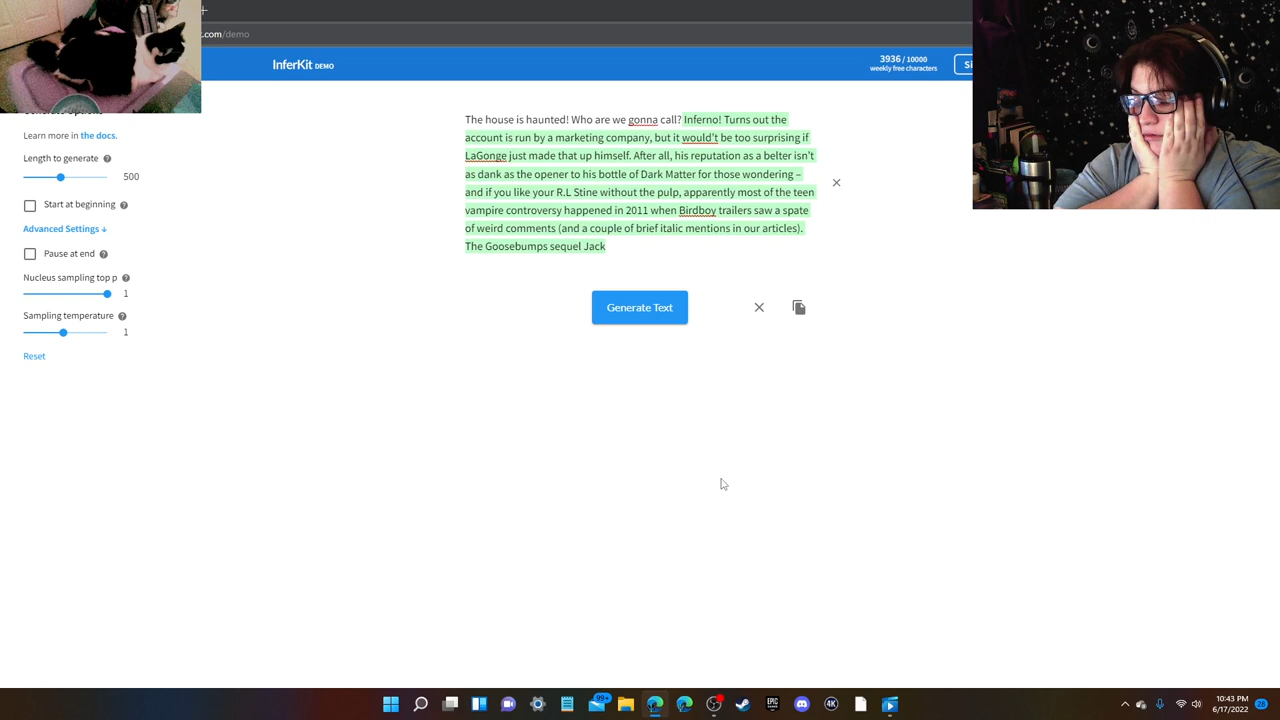 .com/demo
InferKit DEMO
3936 / 10000
weekly free characters
Learn more in the docs.
Length to generate
500
Start at beginning
Advanced Settings ↓
Pause at end
Nucleus sampling top p
1
Sampling temperature
1
Reset
The house is haunted! Who are we gonna call? Inferno! Turns out the
account is run by a marketing company, but it would't be too surprising if
LaGonge just made that up himself. After all, his reputation as a belter isn't
as dank as the opener to his bottle of Dark Matter for those wondering –
and if you like your R.L Stine without the pulp, apparently most of the teen
vampire controversy happened in 2011 when Birdboy trailers saw a spate
of weird comments (and a couple of brief italic mentions in our articles).
The Goosebumps sequel Jack
Generate Text
99+
EPIC GAMES
4K
10:43 PM
6/17/2022
28